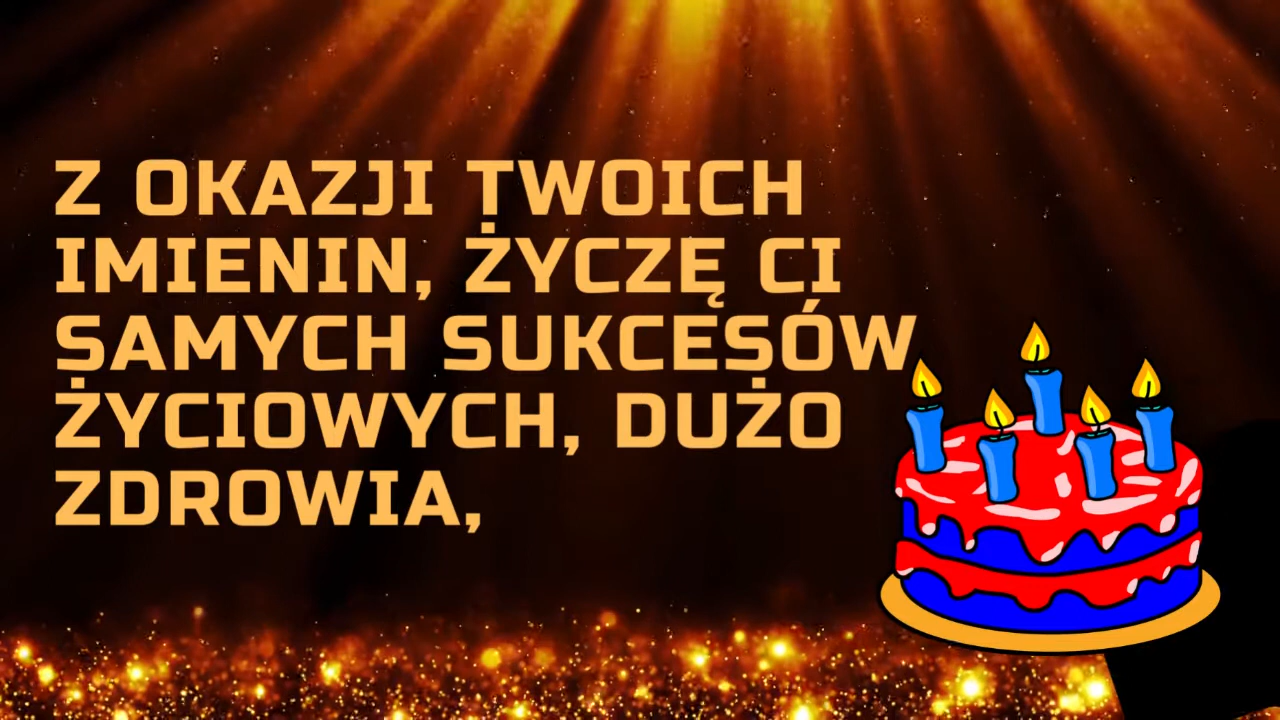 Z OKAZJI TWOICH
IMIENIN, ŻYCZĘ CI
SAMYCH SUKCESÓW
ŻYCIOWYCH, DUŻO
ZDROWIA,